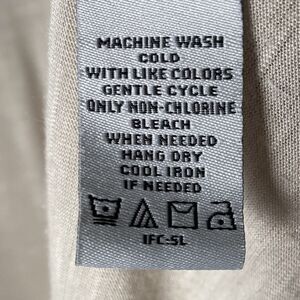 MACHINE WASH
COLD
WITH LIKE COLORS
GENTLE CYCLE
ONLY NON-CHLORINE
BLEACH
WHEN NEEDED
HANG DRY
COOL IRON
IF NEEDED
IFC-SL